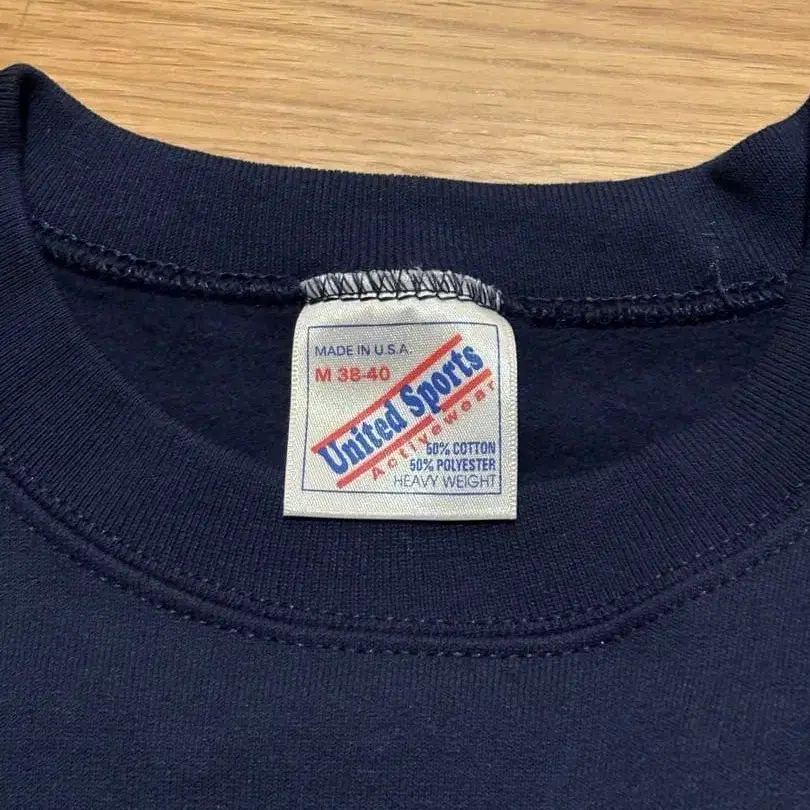 MADE IN U.S.A.
M 38-40
United Sports
Activewear
50% COTTON
50% POLYESTER
HEAVY WEIGHT